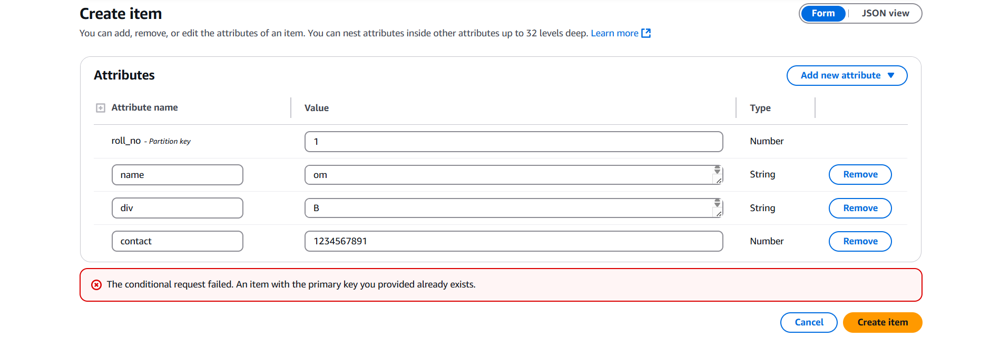 Create item
Form | JSON view
You can add, remove, or edit the attributes of an item. You can nest attributes inside other attributes up to 32 levels deep. Learn more
Attributes
Add new attribute
Attribute name Value Type
roll_no - Partition key 1 Number
name om String Remove
div B String Remove
contact 1234567891 Number Remove
The conditional request failed. An item with the primary key you provided already exists.
Cancel Create item